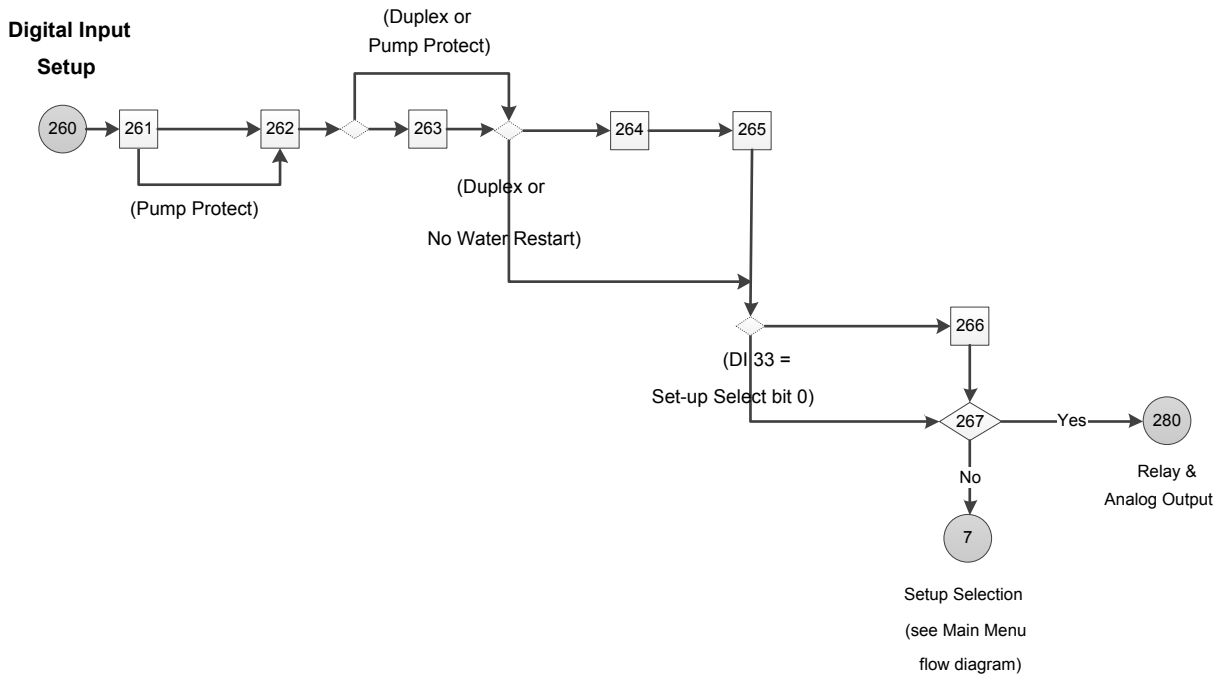 Digital Input
Setup
(Duplex or
Pump Protect)
260
261
262
263
264
265
(Pump Protect)
(Duplex or
No Water Restart)
266
(DI 33 =
Set-up Select bit 0)
267
Yes
280
No
Relay &
Analog Output
7
Setup Selection
(see Main Menu
flow diagram)